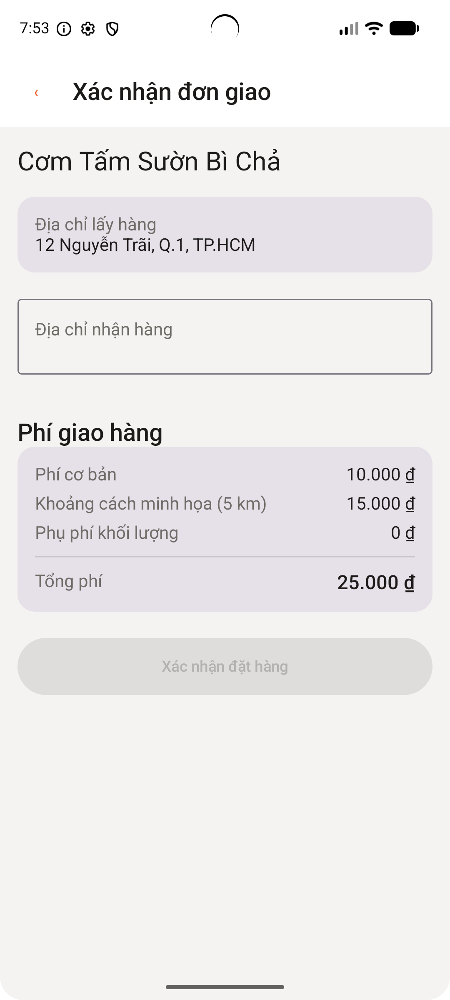 7:53
‹ Xác nhận đơn giao
Cơm Tấm Sườn Bì Chả
Địa chỉ lấy hàng
12 Nguyễn Trãi, Q.1, TP.HCM
Địa chỉ nhận hàng
Phí giao hàng
Phí cơ bản 10.000 ₫
Khoảng cách minh họa (5 km) 15.000 ₫
Phụ phí khối lượng 0 ₫
Tổng phí 25.000 ₫
Xác nhận đặt hàng